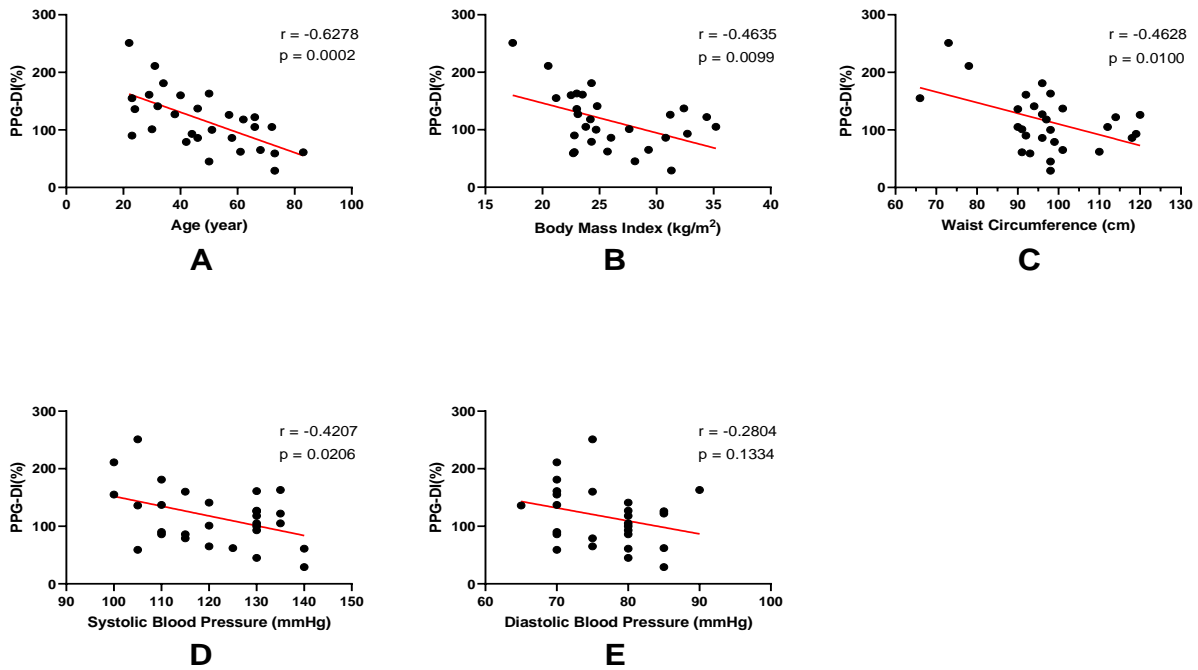 300
200
100
0
PPG-DI(%)
r = -0.6278
p = 0.0002
0 20 40 60 80 100
Age (year)
A
300
200
100
0
PPG-DI(%)
r = -0.4635
p = 0.0099
15 20 25 30 35 40
Body Mass Index (kg/m²)
B
300
200
100
0
PPG-DI(%)
r = -0.4628
p = 0.0100
60 70 80 90 100 110 120 130
Waist Circumference (cm)
C
300
200
100
0
PPG-DI(%)
r = -0.4207
p = 0.0206
90 100 110 120 130 140 150
Systolic Blood Pressure (mmHg)
D
300
200
100
0
PPG-DI(%)
r = -0.2804
p = 0.1334
60 70 80 90 100
Diastolic Blood Pressure (mmHg)
E